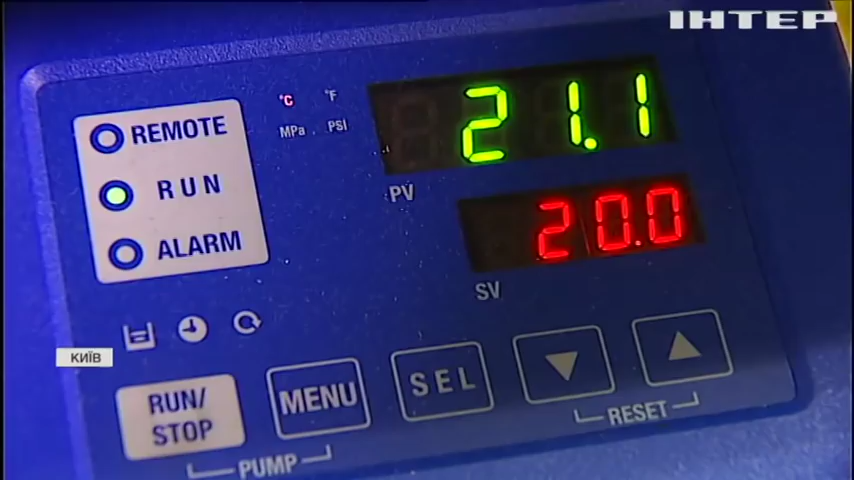 ІНТЕР
REMOTE
RUN
ALARM
°C °F
MPa PSI
21.1
PV
20.0
SV
КИЇВ
RUN/
STOP
MENU
SEL
PUMP
RESET